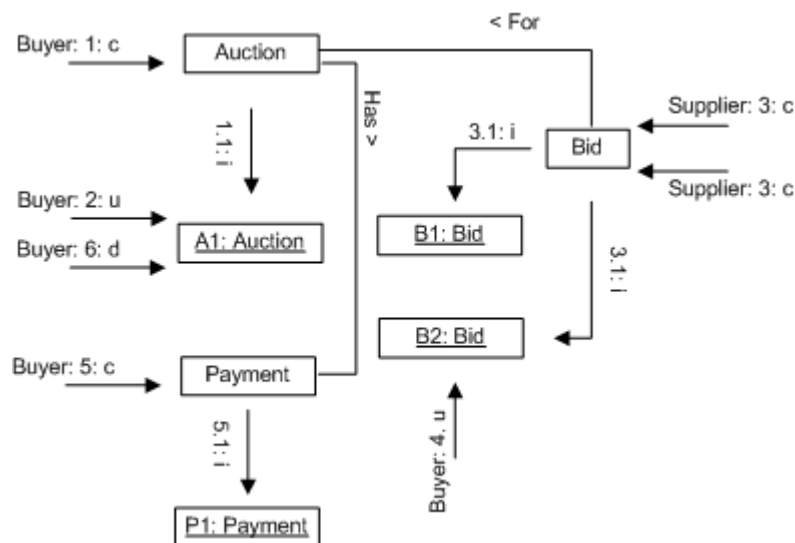 < For
Buyer: 1: c
Auction
Has >
Supplier: 3: c
1.1: i
3.1: i
Bid
Supplier: 3: c
Buyer: 2: u
A1: Auction
B1: Bid
Buyer: 6: d
3.1: i
B2: Bid
Buyer: 5: c
Payment
5.1: i
Buyer: 4. u
P1: Payment